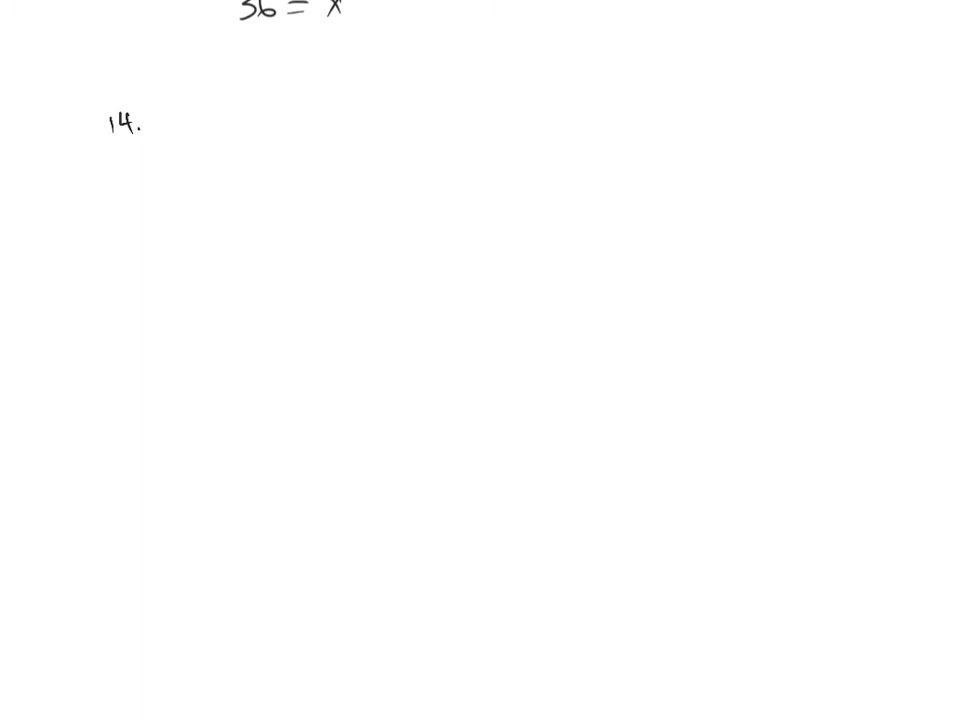 36 = x
14.